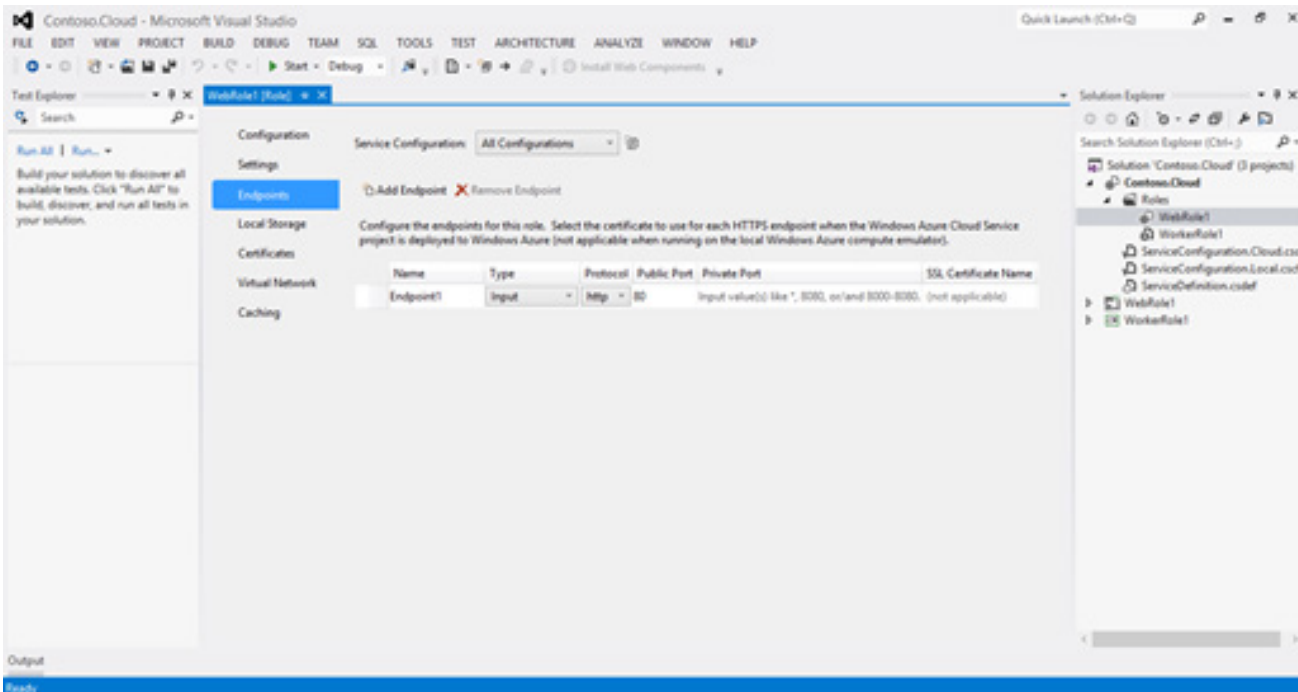 Contoso.Cloud - Microsoft Visual Studio
Quick Launch (Ctrl+Q)
FILE EDIT VIEW PROJECT BUILD DEBUG TEAM SQL TOOLS TEST ARCHITECTURE ANALYZE WINDOW HELP
Start Debug Install Web Components
Test Explorer
Search
Run All | Run...
Build your solution to discover all
available tests. Click "Run All" to
build, discover, and run all tests in
your solution.
WebRole1 [Role]
Configuration
Settings
Endpoints
Local Storage
Certificates
Virtual Network
Caching
Service Configuration: All Configurations
Add Endpoint Remove Endpoint
Configure the endpoints for this role. Select the certificate to use for each HTTPS endpoint when the Windows Azure Cloud Service
project is deployed to Windows Azure (not applicable when running on the local Windows Azure compute emulator).
Name Type Protocol Public Port Private Port SSL Certificate Name
Endpoint1 Input http 80 Input value(s) like *, 8080, or/and 8000-8080. (not applicable)
Solution Explorer
Search Solution Explorer (Ctrl+;)
Solution 'Contoso.Cloud' (3 projects)
Contoso.Cloud
Roles
WebRole1
WorkerRole1
ServiceConfiguration.Cloud.csc
ServiceConfiguration.Local.cscf
ServiceDefinition.csdef
WebRole1
WorkerRole1
Output
Ready